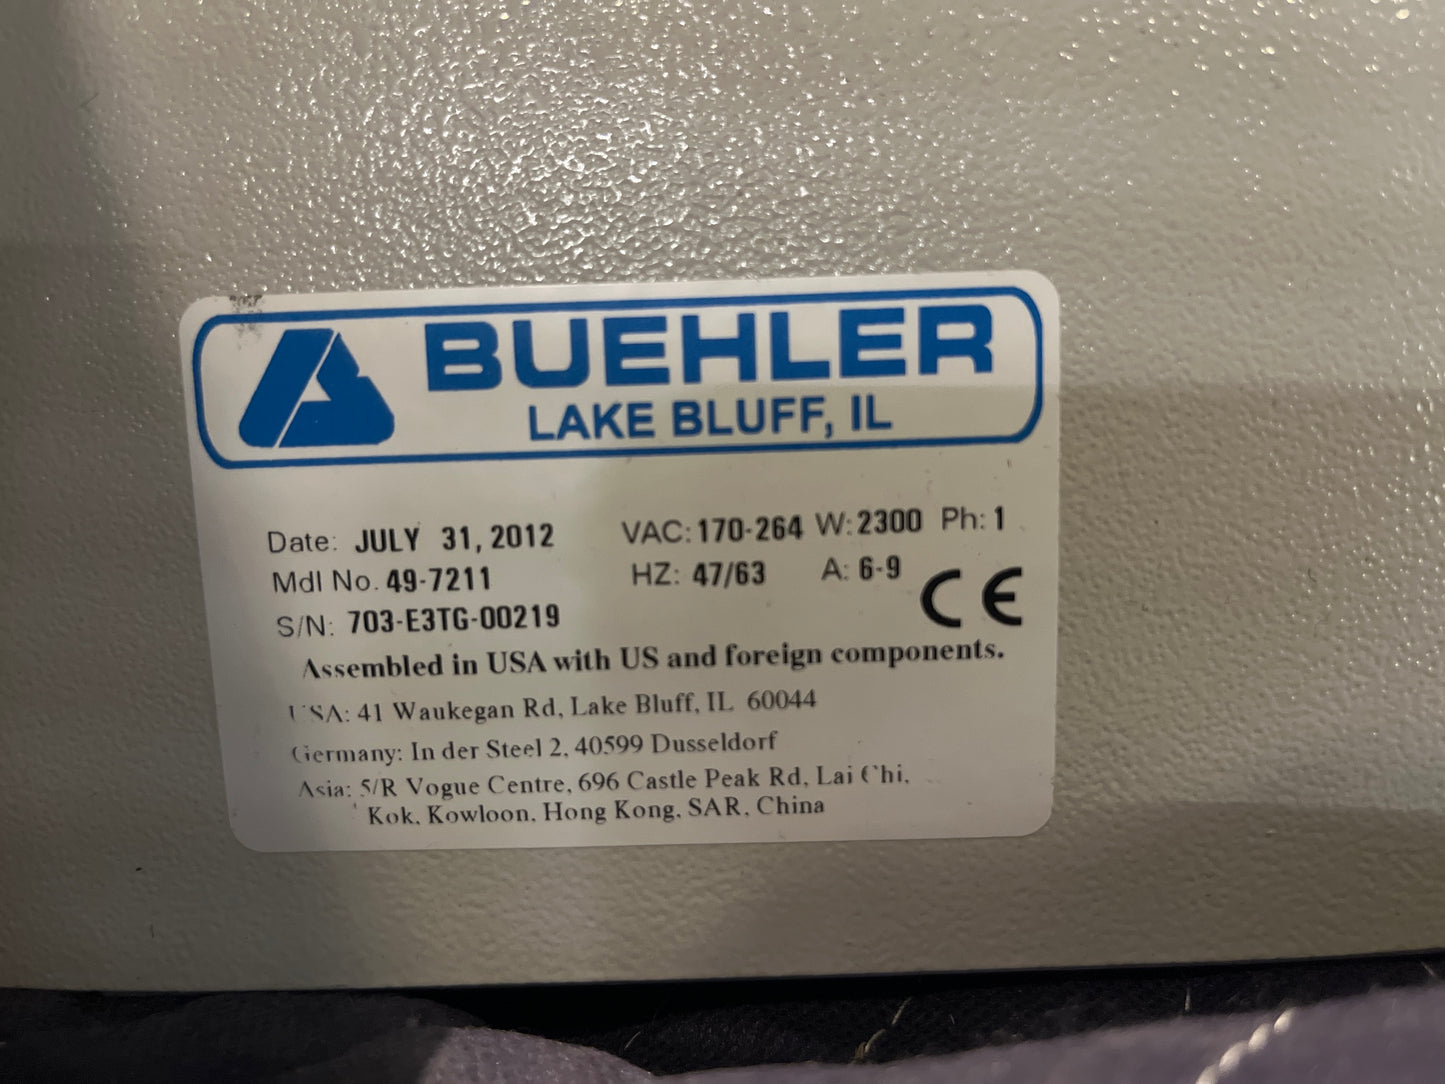 BUEHLER
LAKE BLUFF, IL
Date: JULY 31, 2012 VAC: 170-264 W: 2300 Ph: 1
Mdl No. 49-7211 HZ: 47/63 A: 6-9
S/N: 703-E3TG-00219 CE
Assembled in USA with US and foreign components.
USA: 41 Waukegan Rd, Lake Bluff, IL 60044
Germany: In der Steel 2, 40599 Dusseldorf
Asia: 5/R Vogue Centre, 696 Castle Peak Rd, Lai Chi,
Kok, Kowloon, Hong Kong, SAR, China